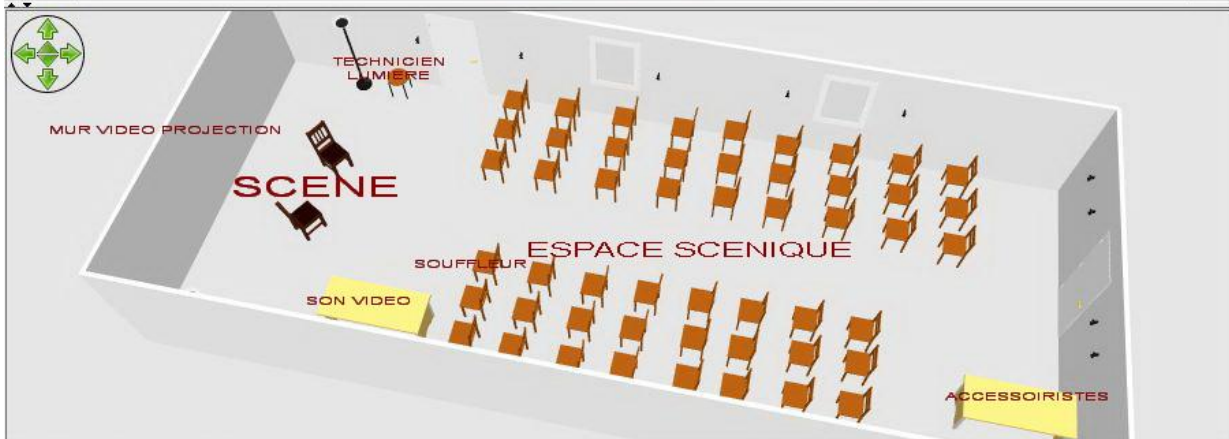 TECHNICIEN
LUMIERE
MUR VIDEO PROJECTION
SCENE
ESPACE SCENIQUE
SOUFFLEUR
SON VIDEO
ACCESSOIRISTES